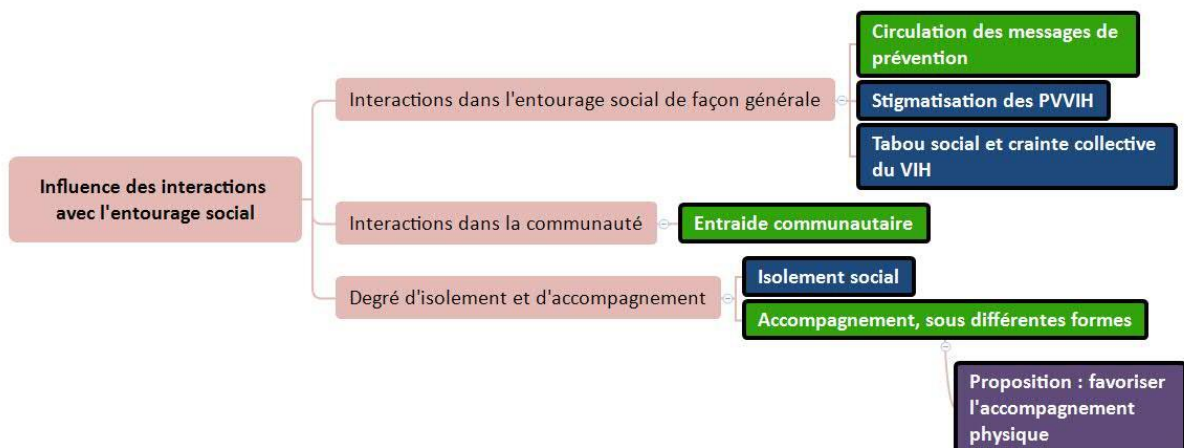 Influence des interactions
avec l'entourage social
Interactions dans l'entourage social de façon générale
Circulation des messages de
prévention
Stigmatisation des PVVIH
Tabou social et crainte collective
du VIH
Interactions dans la communauté
Entraide communautaire
Degré d'isolement et d'accompagnement
Isolement social
Accompagnement, sous différentes formes
Proposition : favoriser
l'accompagnement
physique